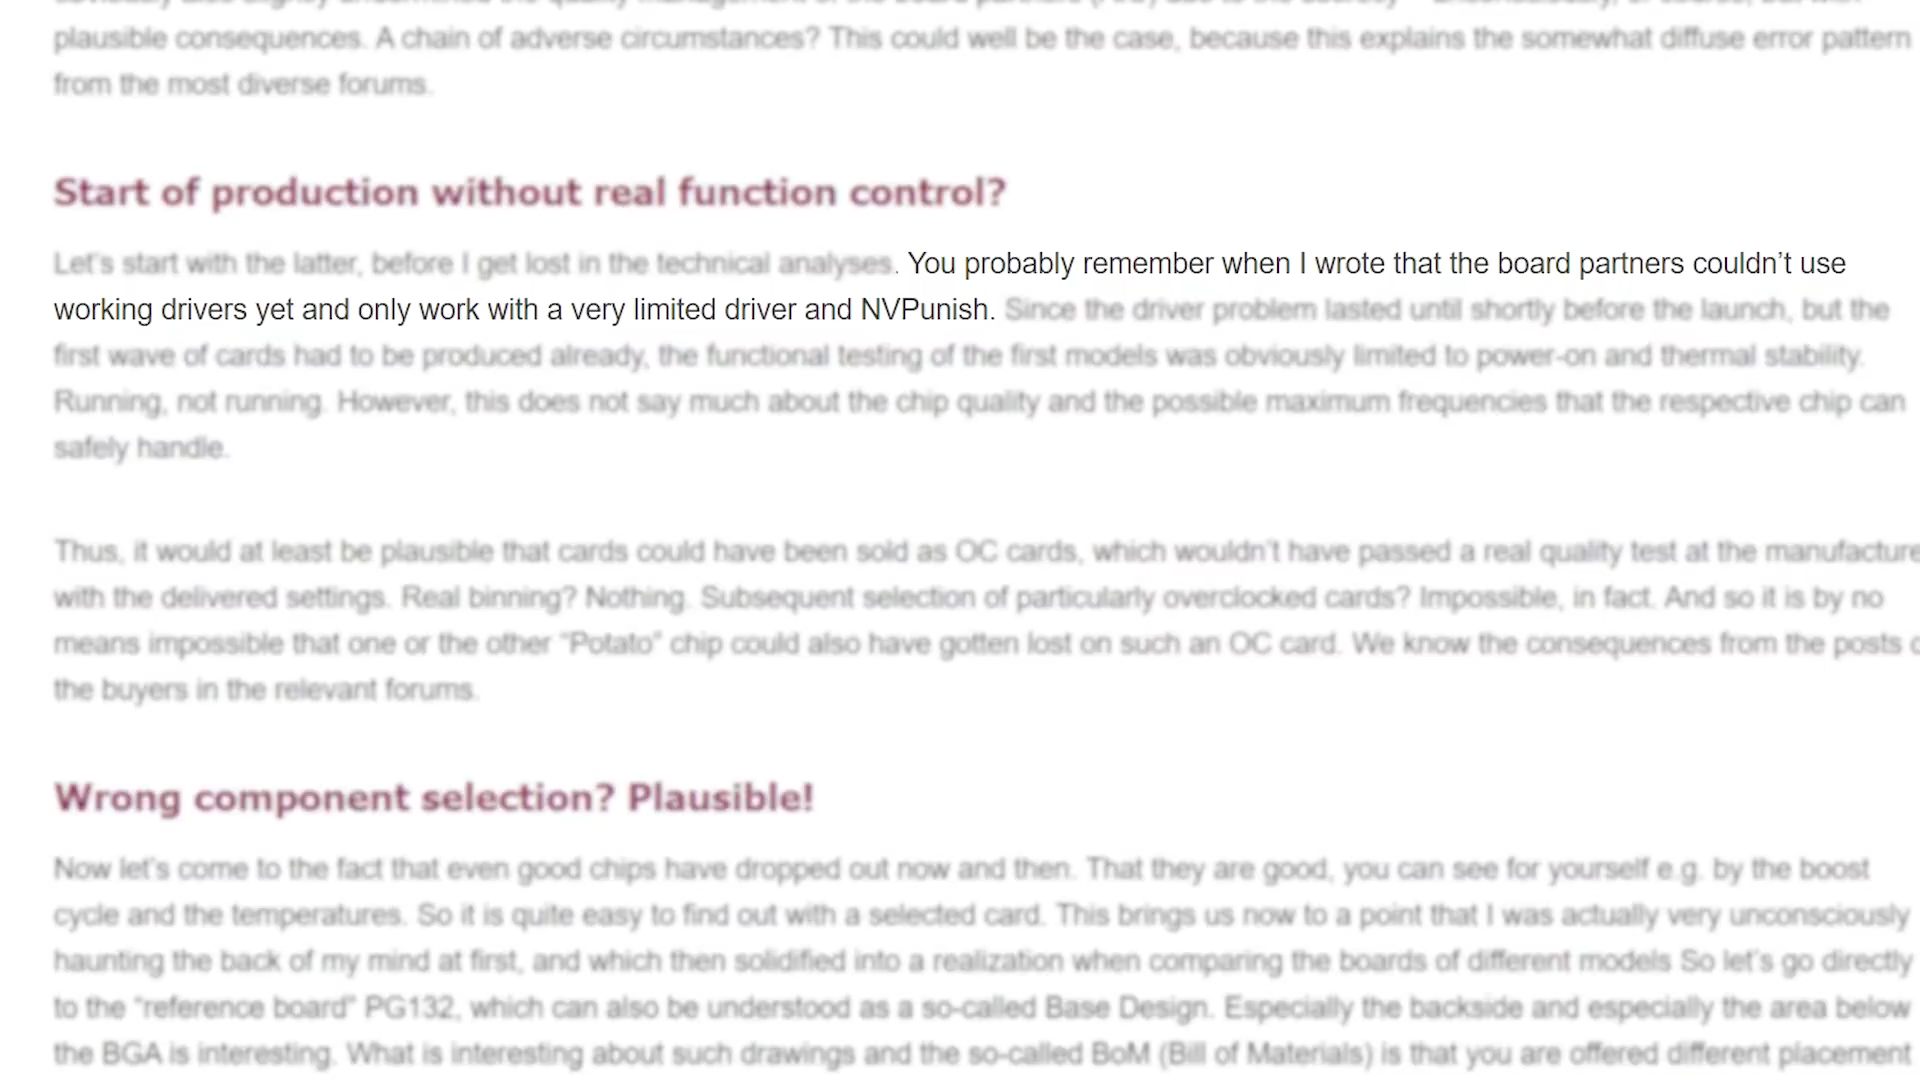 plausible consequences. A chain of adverse circumstances? This could well be the case, because this explains the somewhat diffuse error pattern
from the most diverse forums.
Start of production without real function control?
Let's start with the latter, before I get lost in the technical analyses. You probably remember when I wrote that the board partners couldn’t use
working drivers yet and only work with a very limited driver and NVPunish. Since the driver problem lasted until shortly before the launch, but the
first wave of cards had to be produced already, the functional testing of the first models was obviously limited to power-on and thermal stability.
Running, not running. However, this does not say much about the chip quality and the possible maximum frequencies that the respective chip can
safely handle.
Thus, it would at least be plausible that cards could have been sold as OC cards, which wouldn't have passed a real quality test at the manufacture
with the delivered settings. Real binning? Nothing. Subsequent selection of particularly overclocked cards? Impossible, in fact. And so it is by no
means impossible that one or the other "Potato" chip could also have gotten lost on such an OC card. We know the consequences from the posts
the buyers in the relevant forums.
Wrong component selection? Plausible!
Now let's come to the fact that even good chips have dropped out now and then. That they are good, you can see for yourself e.g. by the boost
cycle and the temperatures. So it is quite easy to find out with a selected card. This brings us now to a point that I was actually very unconsciously
haunting the back of my mind at first, and which then solidified into a realization when comparing the boards of different models So let's go directly
to the "reference board" PG132, which can also be understood as a so-called Base Design. Especially the backside and especially the area below
the BGA is interesting. What is interesting about such drawings and the so-called BoM (Bill of Materials) is that you are offered different placement